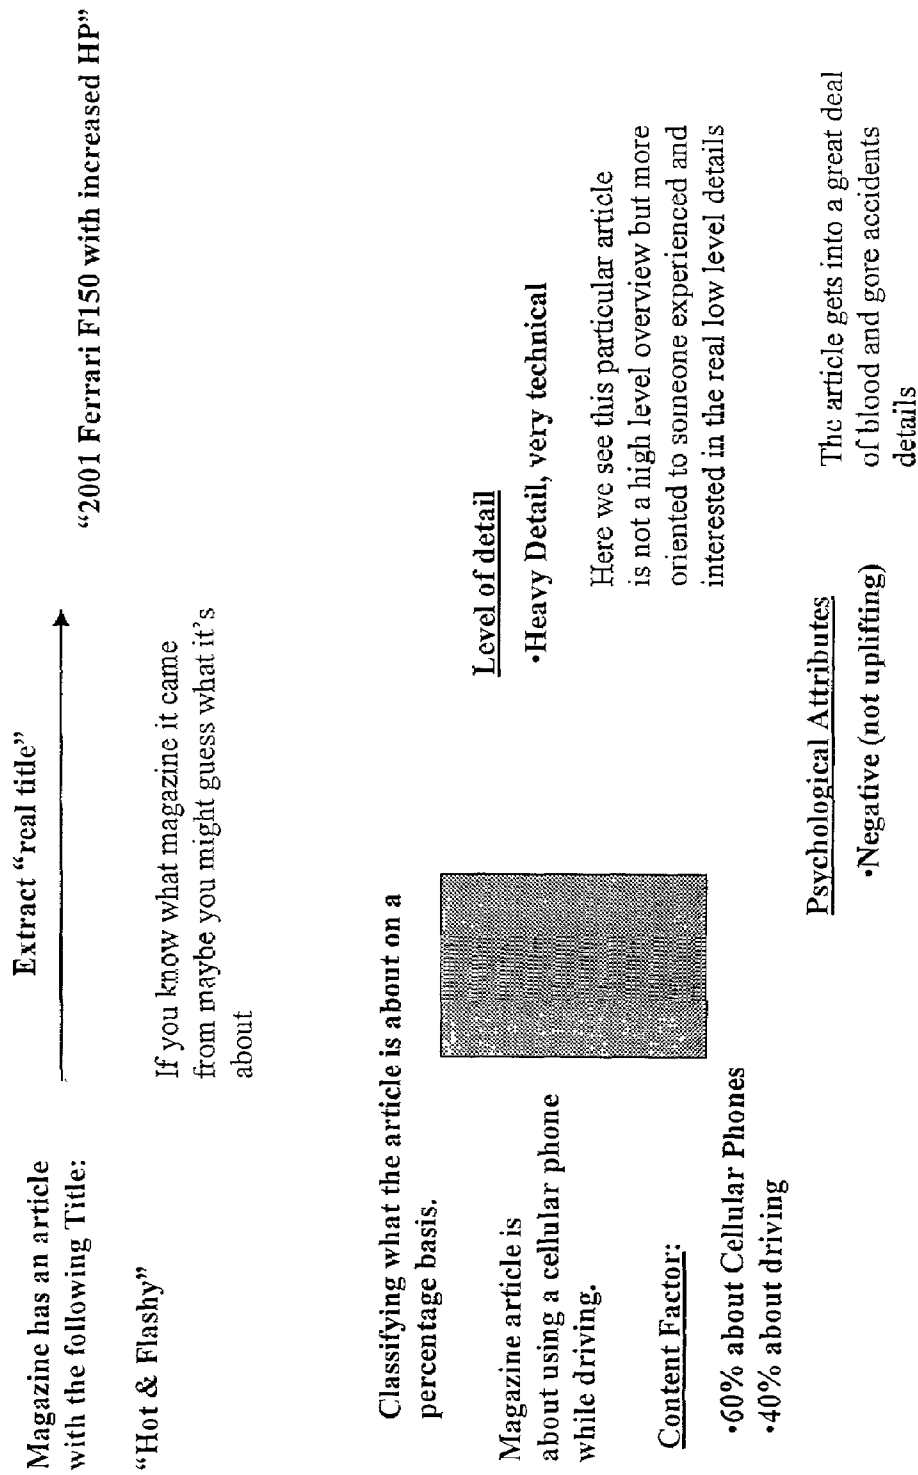 Magazine has an article
with the following Title:
“Hot & Flashy”
Extract “real title”
If you know what magazine it came
from maybe you might guess what it’s
about
“2001 Ferrari F150 with increased HP”
Classifying what the article is about on a
percentage basis.
Magazine article is
about using a cellular phone
while driving.
Content Factor:
•60% about Cellular Phones
•40% about driving
Level of detail
•Heavy Detail, very technical
Here we see this particular article
is not a high level overview but more
oriented to someone experienced and
interested in the real low level details
Psychological Attributes
•Negative (not uplifting)
The article gets into a great deal
of blood and gore accidents
details